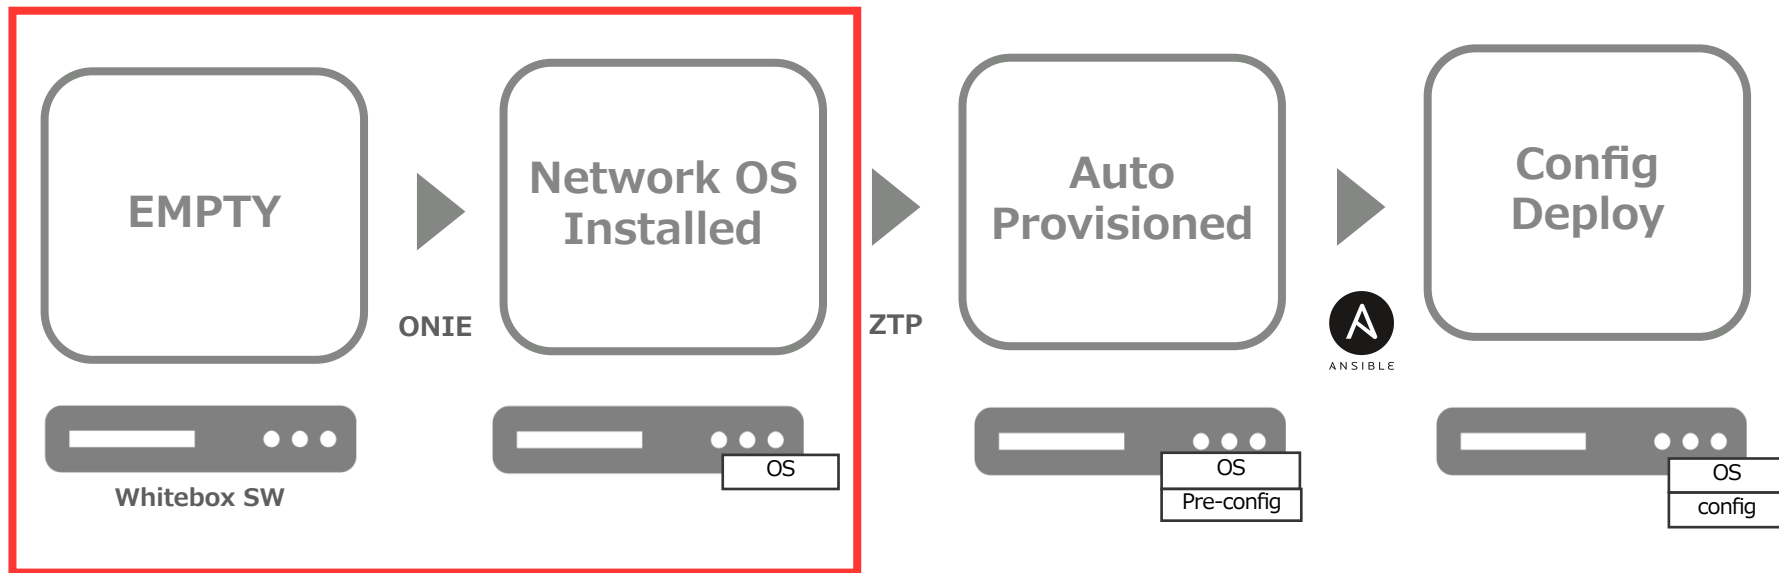 EMPTY
Network OS
Installed
Auto
Provisioned
Config
Deploy
ONIE
ZTP
ANSIBLE
Whitebox SW
OS
OS
Pre-config
OS
config